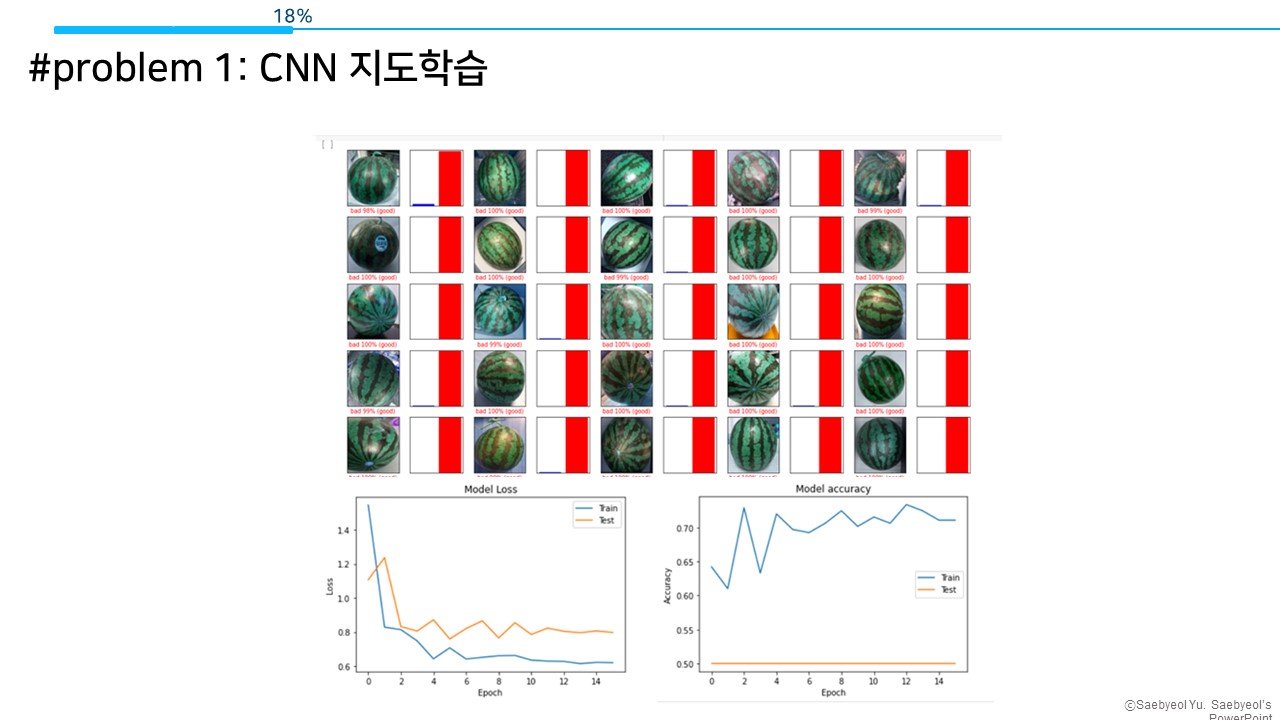 18%
#problem 1: CNN 지도학습
[ ]
bad 98% (good) bad 100% (good) bad 100% (good) bad 100% (good) bad 99% (good)
bad 100% (good) bad 100% (good) bad 99% (good) bad 100% (good) bad 100% (good)
bad 100% (good) bad 99% (good) bad 100% (good) bad 100% (good) bad 100% (good)
bad 99% (good) bad 100% (good) bad 100% (good) bad 100% (good) bad 100% (good)
Model Loss
Train
Test
1.4
1.2
1.0
0.8
0.6
Loss
0 2 4 6 8 10 12 14
Epoch
Model accuracy
0.70
0.65
0.60
0.55
0.50
Accuracy
Train
Test
0 2 4 6 8 10 12 14
Epoch
ⓒSaebyeol Yu. Saebyeol's
PowerPoint